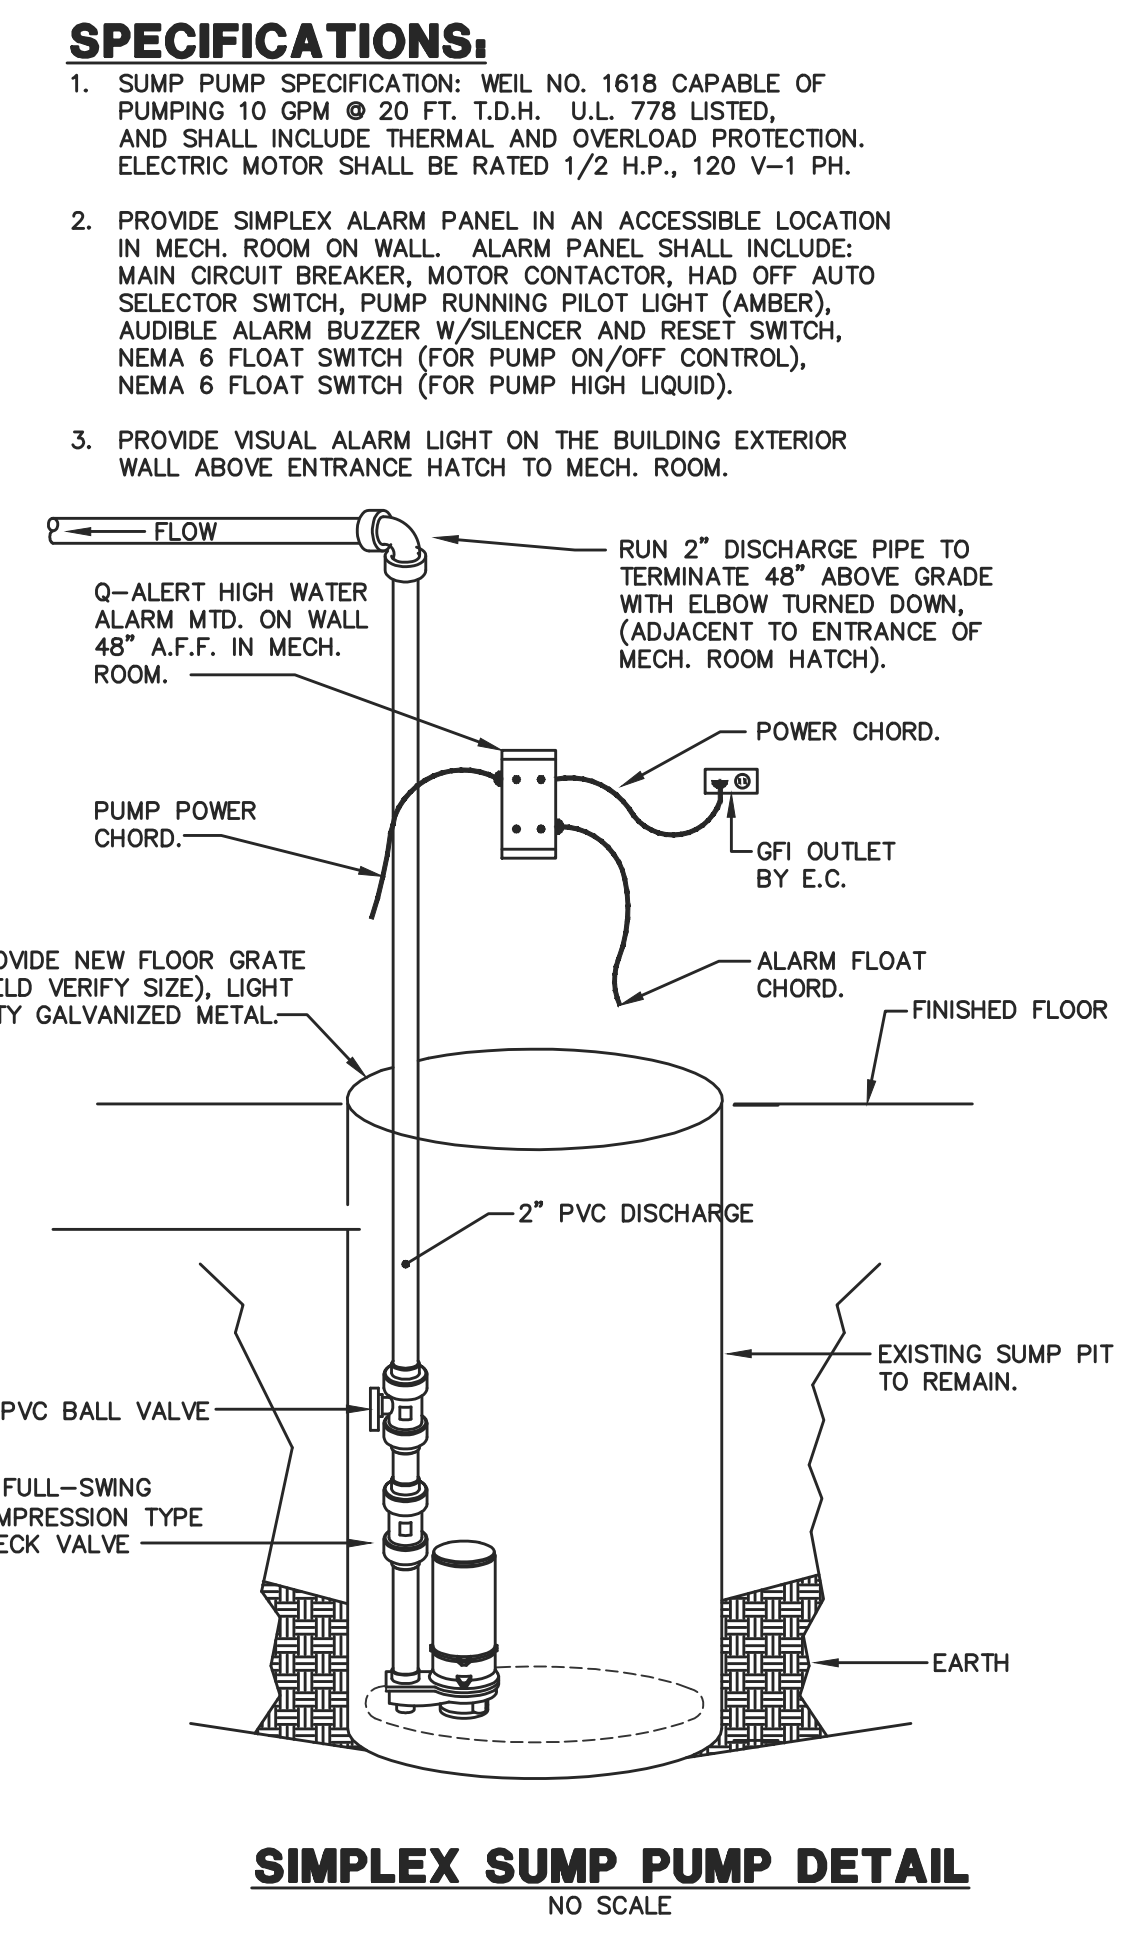 SPECIFICATIONS:
1. SUMP PUMP SPECIFICATION: WEIL NO. 1618 CAPABLE OF
PUMPING 10 GPM @ 20 FT. T.D.H. U.L. 778 LISTED,
AND SHALL INCLUDE THERMAL AND OVERLOAD PROTECTION.
ELECTRIC MOTOR SHALL BE RATED 1/2 H.P., 120 V-1 PH.
2. PROVIDE SIMPLEX ALARM PANEL IN AN ACCESSIBLE LOCATION
IN MECH. ROOM ON WALL. ALARM PANEL SHALL INCLUDE:
MAIN CIRCUIT BREAKER, MOTOR CONTACTOR, HAD OFF AUTO
SELECTOR SWITCH, PUMP RUNNING PILOT LIGHT (AMBER),
AUDIBLE ALARM BUZZER W/SILENCER AND RESET SWITCH,
NEMA 6 FLOAT SWITCH (FOR PUMP ON/OFF CONTROL),
NEMA 6 FLOAT SWITCH (FOR PUMP HIGH LIQUID).
3. PROVIDE VISUAL ALARM LIGHT ON THE BUILDING EXTERIOR
WALL ABOVE ENTRANCE HATCH TO MECH. ROOM.
FLOW
RUN 2" DISCHARGE PIPE TO
TERMINATE 48" ABOVE GRADE
WITH ELBOW TURNED DOWN,
(ADJACENT TO ENTRANCE OF
MECH. ROOM HATCH).
Q-ALERT HIGH WATER
ALARM MTD. ON WALL
48" A.F.F. IN MECH.
ROOM.
POWER CHORD.
PUMP POWER
CHORD.
GFI OUTLET
BY E.C.
OVIDE NEW FLOOR GRATE
ELD VERIFY SIZE), LIGHT
TY GALVANIZED METAL.
ALARM FLOAT
CHORD.
FINISHED FLOOR
2" PVC DISCHARGE
EXISTING SUMP PIT
TO REMAIN.
PVC BALL VALVE
FULL-SWING
MPRESSION TYPE
ECK VALVE
EARTH
SIMPLEX SUMP PUMP DETAIL
NO SCALE